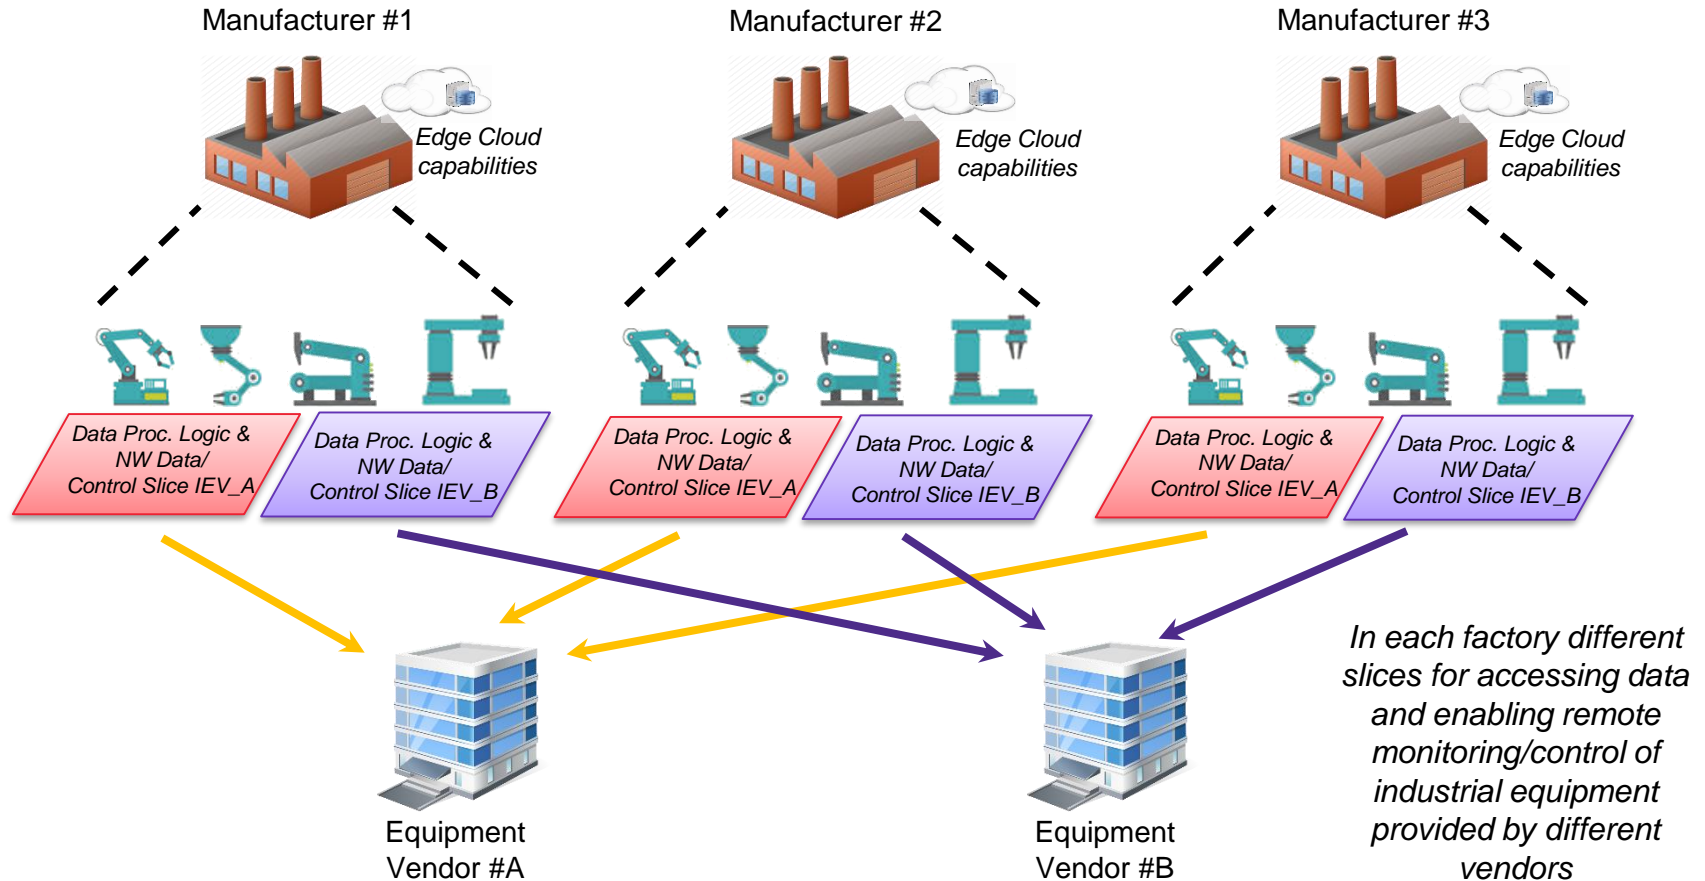 Manufacturer #1
Manufacturer #2
Manufacturer #3
Edge Cloud
capabilities
Edge Cloud
capabilities
Edge Cloud
capabilities
Data Proc. Logic &
NW Data/
Control Slice IEV_A
Data Proc. Logic &
NW Data/
Control Slice IEV_B
Data Proc. Logic &
NW Data/
Control Slice IEV_A
Data Proc. Logic &
NW Data/
Control Slice IEV_B
Data Proc. Logic &
NW Data/
Control Slice IEV_A
Data Proc. Logic &
NW Data/
Control Slice IEV_B
Equipment
Vendor #A
Equipment
Vendor #B
In each factory different
slices for accessing data
and enabling remote
monitoring/control of
industrial equipment
provided by different
vendors